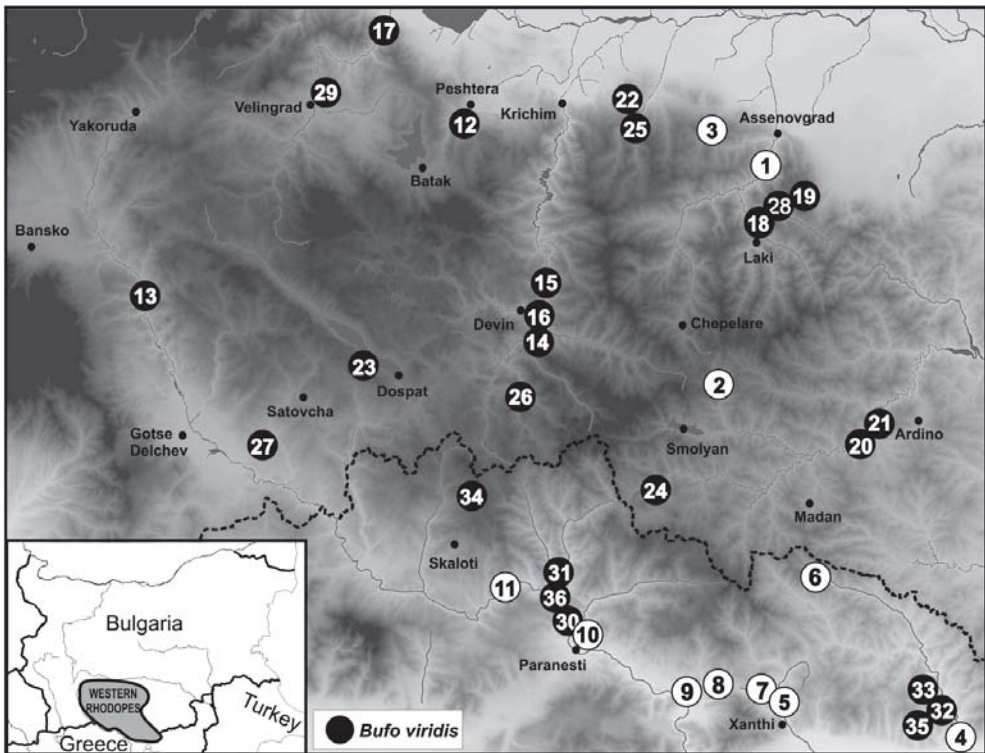 17
Velingrad
29
Peshtera
Krichim
22
Yakoruda
12
25
3
Assenovgrad
Batak
1
19
28
18
Bansko
Laki
13
15
Devin
16
14
Chepelare
23
Dospat
26
2
Satovcha
Gotse
Delchev
27
Smolyan
21
20
Ardino
34
24
Madan
Skaloti
31
11
36
30
10
Paranesti
6
9
8
7
5
Xanthi
33
32
35
4
Bulgaria
WESTERN
RHODOPES
Greece
Turkey
Bufo viridis